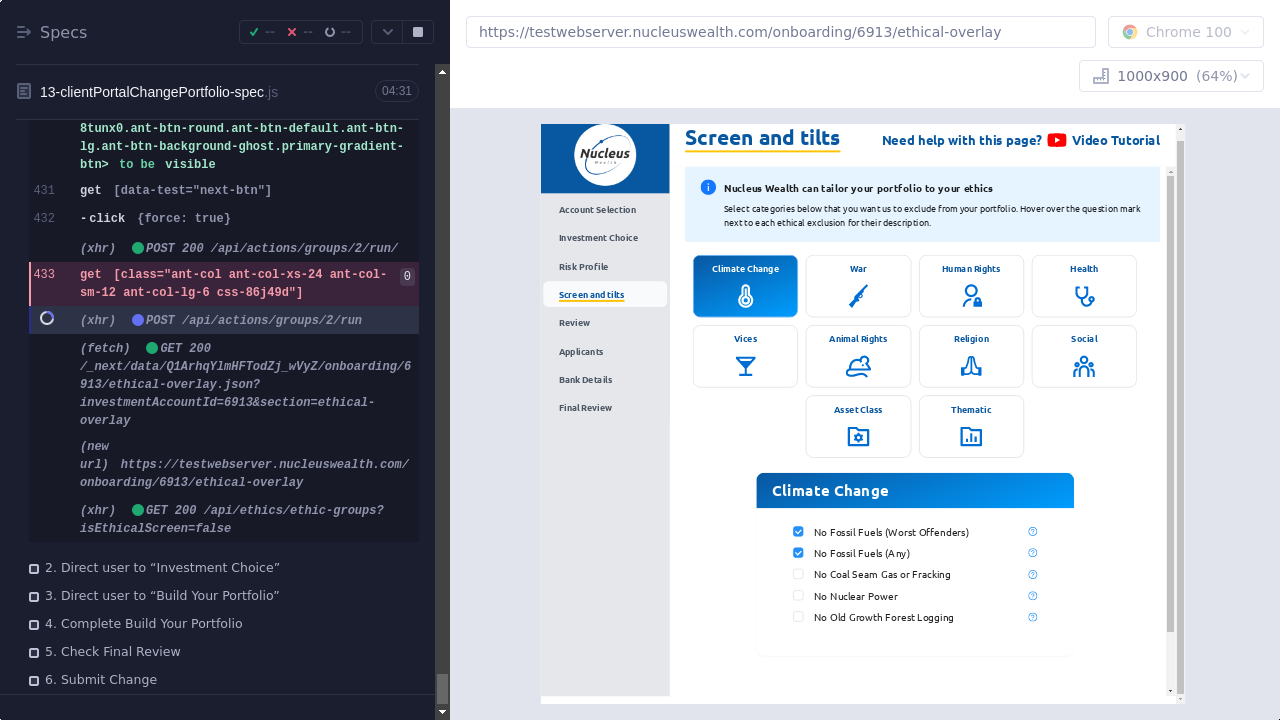 Specs
--
--
--
13-clientPortalChangePortfolio-spec.js
04:31
8tunx0.ant-btn-round.ant-btn-default.ant-btn-
lg.ant-btn-background-ghost.primary-gradient-
btn> to be visible
431 get [data-test="next-btn"]
432 -click {force: true}
(xhr) POST 200 /api/actions/groups/2/run/
433 get [class="ant-col ant-col-xs-24 ant-col-
sm-12 ant-col-lg-6 css-86j49d"]
0
(xhr) POST /api/actions/groups/2/run
(fetch) GET 200
/_next/data/Q1ArhqYlmHFTodZj_wVyZ/onboarding/6
913/ethical-overlay.json?
investmentAccountId=6913&section=ethical-
overlay
(new
url) https://testwebserver.nucleuswealth.com/
onboarding/6913/ethical-overlay
(xhr) GET 200 /api/ethics/ethic-groups?
isEthicalScreen=false
2. Direct user to “Investment Choice”
3. Direct user to “Build Your Portfolio”
4. Complete Build Your Portfolio
5. Check Final Review
6. Submit Change
https://testwebserver.nucleuswealth.com/onboarding/6913/ethical-overlay
Chrome 100
1000x900 (64%)
Nucleus
Wealth
Account Selection
Investment Choice
Risk Profile
Screen and tilts
Review
Applicants
Bank Details
Final Review
Screen and tilts
Need help with this page? Video Tutorial
Nucleus Wealth can tailor your portfolio to your ethics
Select categories below that you want us to exclude from your portfolio. Hover over the question mark
next to each ethical exclusion for their description.
Climate Change
War
Human Rights
Health
Vices
Animal Rights
Religion
Social
Asset Class
Thematic
Climate Change
No Fossil Fuels (Worst Offenders)
No Fossil Fuels (Any)
No Coal Seam Gas or Fracking
No Nuclear Power
No Old Growth Forest Logging